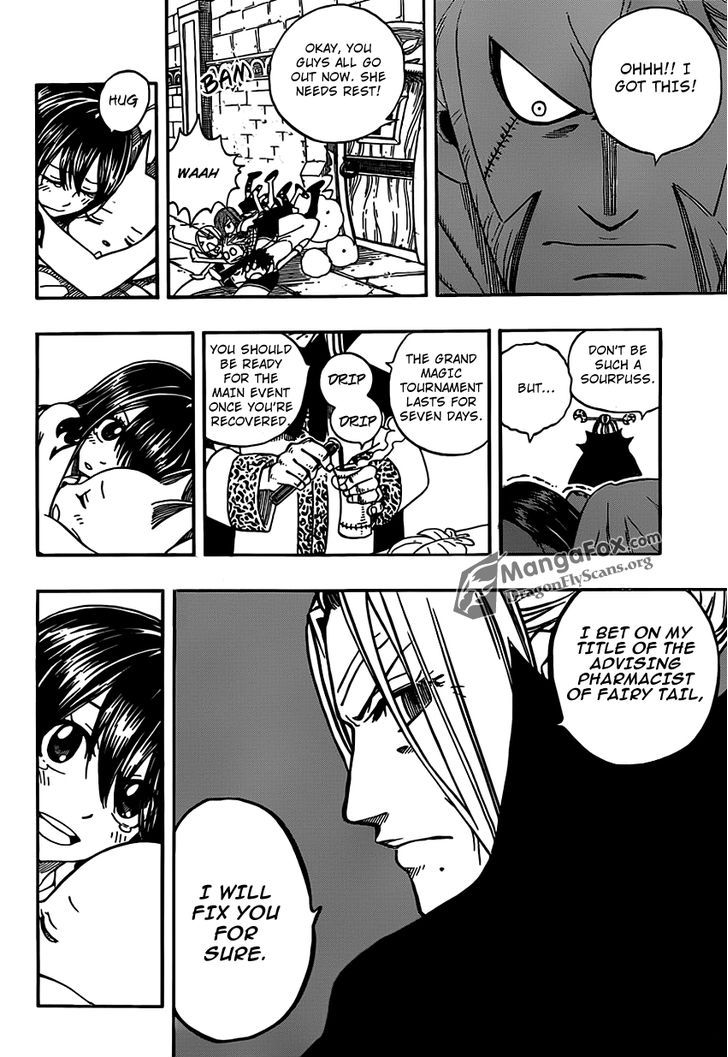 OHHH!! I
GOT THIS!
OKAY, YOU
GUYS ALL GO
OUT NOW. SHE
NEEDS REST!
BAM
WAAH
HUG
DON'T BE
SUCH A
SOURPUSS.
BUT...
THE GRAND
MAGIC
TOURNAMENT
LASTS FOR
SEVEN DAYS.
DRIP
DRIP
YOU SHOULD
BE READY
FOR THE
MAIN EVENT
ONCE YOU'RE
RECOVERED.
MangaFox.com
DragonFlyScans.org
I BET ON MY
TITLE OF THE
ADVISING
PHARMACIST
OF FAIRY TAIL,
I WILL
FIX YOU
FOR
SURE.